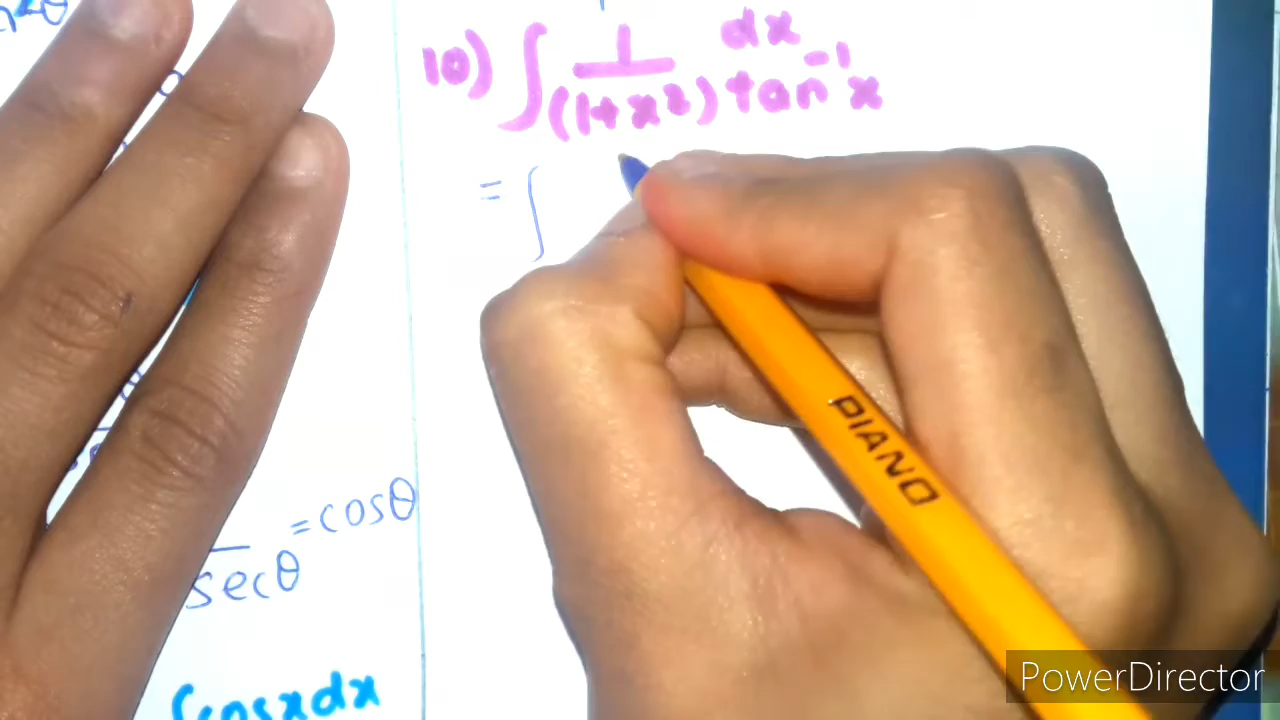 10) ∫ 1/((1+x²) tan⁻¹x) dx
= ∫
= cosθ
secθ
∫cosxdx
PIANO
PowerDirector